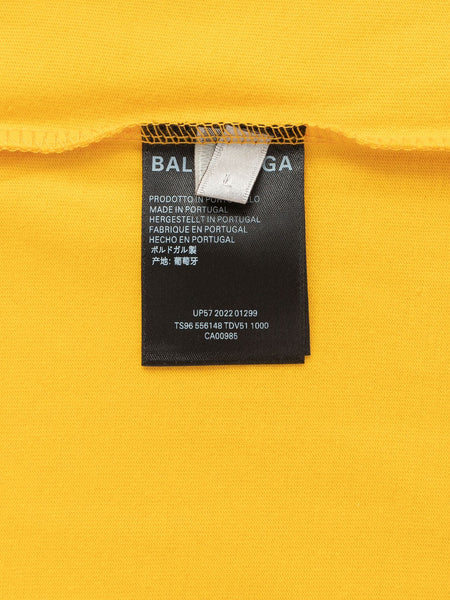 BAL GA
PRODOTTO IN PORTOGALLO
MADE IN PORTUGAL
HERGESTELLT IN PORTUGAL
FABRIQUE EN PORTUGAL
HECHO EN PORTUGAL
ポルドガル製
产地: 葡萄牙
UP57 2022 01299
TS96 556148 TDV51 1000
CA00985